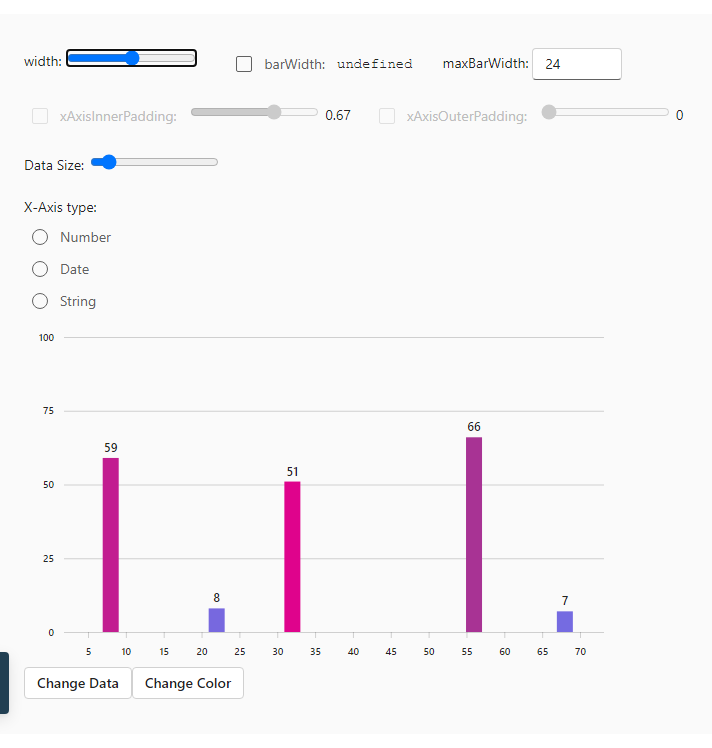 width: barWidth: undefined maxBarWidth: 24
xAxisInnerPadding: 0.67 xAxisOuterPadding: 0
Data Size:
X-Axis type:
Number
Date
String
100
75
66
59
51
50
25
8
7
0
5 10 15 20 25 30 35 40 45 50 55 60 65 70
Change Data Change Color